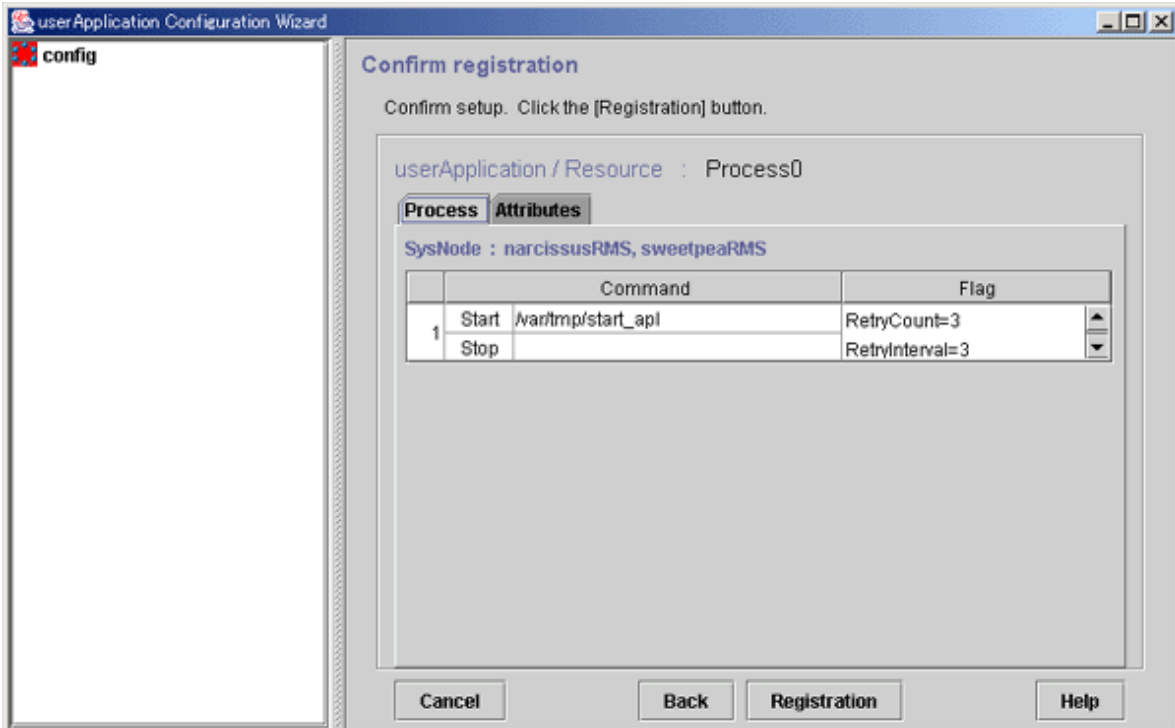 userApplication Configuration Wizard
config
Confirm registration
Confirm setup. Click the [Registration] button.
userApplication / Resource : Process0
Process Attributes
SysNode : narcissusRMS, sweetpeaRMS
Command Flag
1 Start /var/tmp/start_apl RetryCount=3
Stop RetryInterval=3
Cancel Back Registration Help